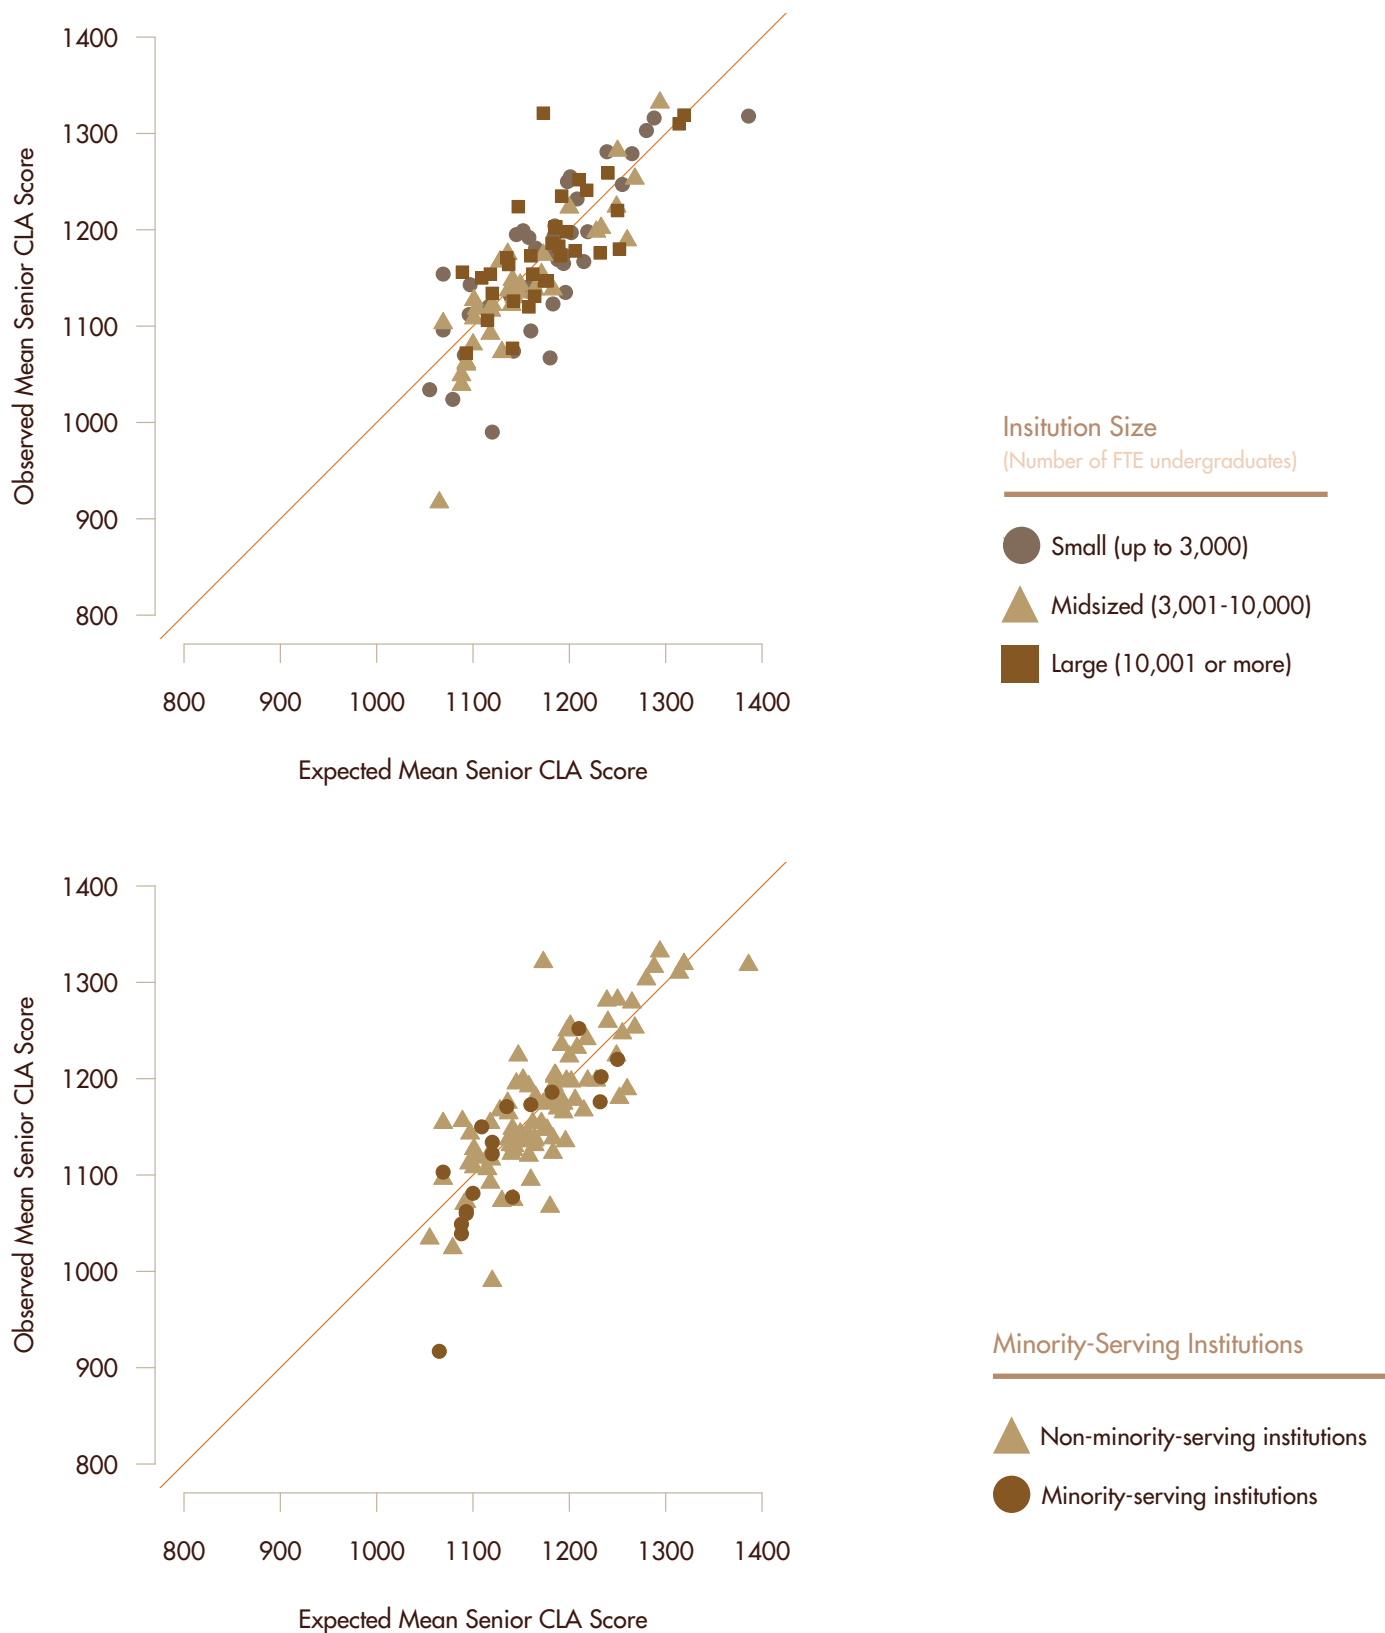 1400
1300
1200
1100
1000
900
800
Observed Mean Senior CLA Score
800 900 1000 1100 1200 1300 1400
Expected Mean Senior CLA Score
Insitution Size
(Number of FTE undergraduates)
Small (up to 3,000)
Midsized (3,001-10,000)
Large (10,001 or more)
1400
1300
1200
1100
1000
900
800
Observed Mean Senior CLA Score
800 900 1000 1100 1200 1300 1400
Expected Mean Senior CLA Score
Minority-Serving Institutions
Non-minority-serving institutions
Minority-serving institutions